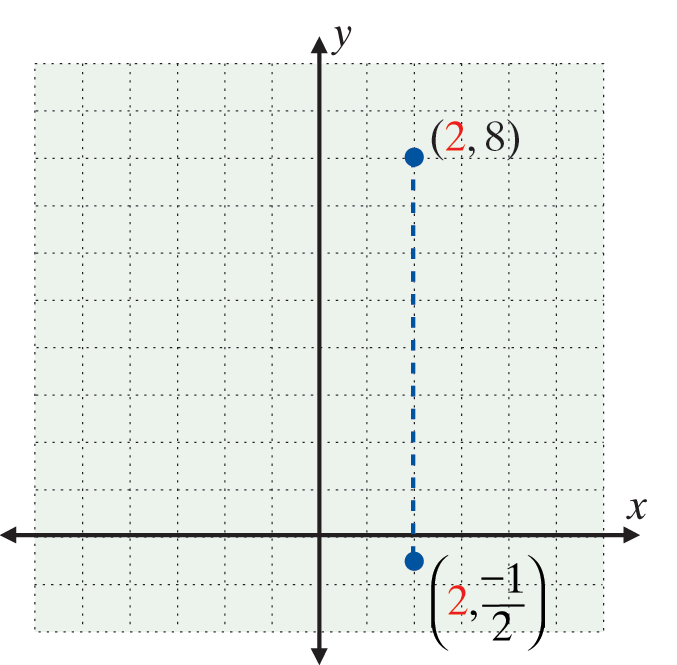 y
(2, 8)
x
(2, -1/2)